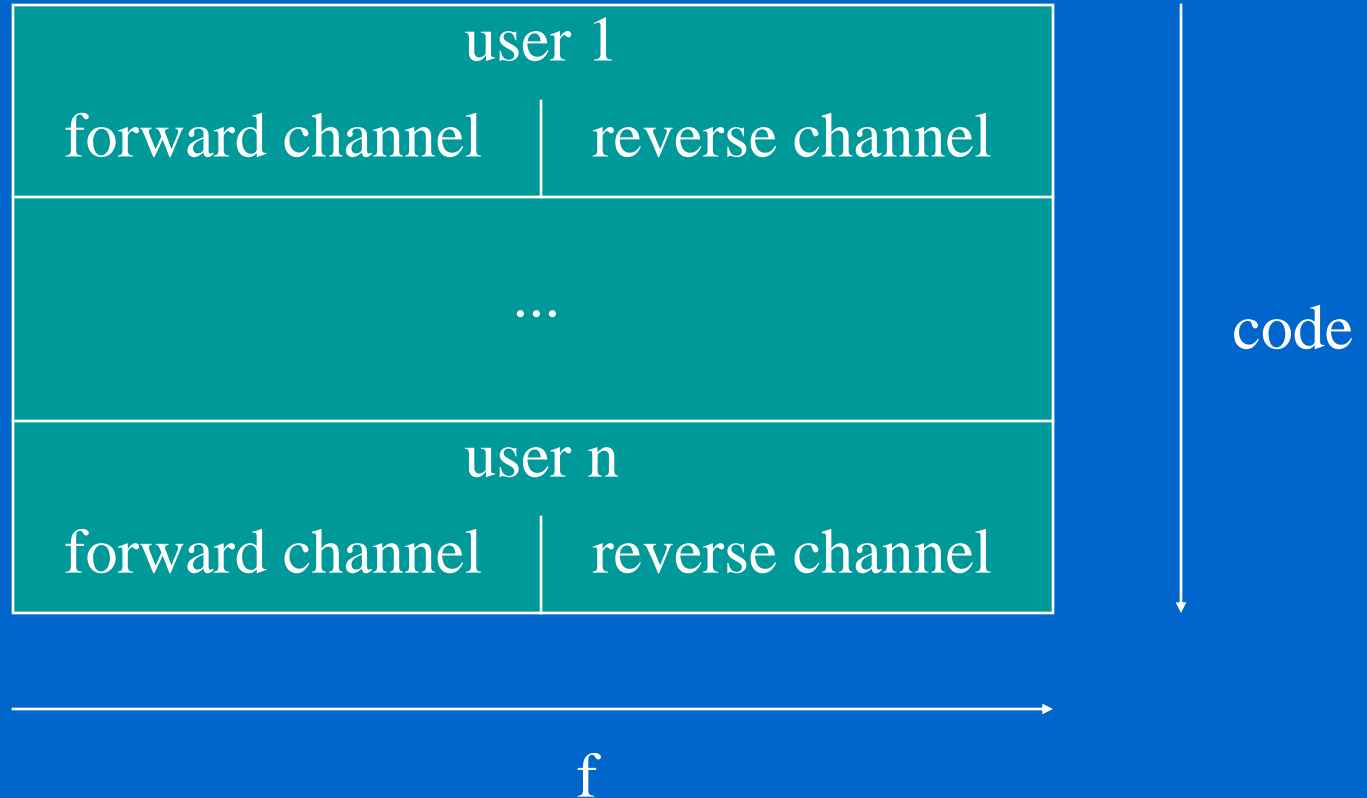 user 1
forward channel reverse channel
...
code
user n
forward channel reverse channel
f